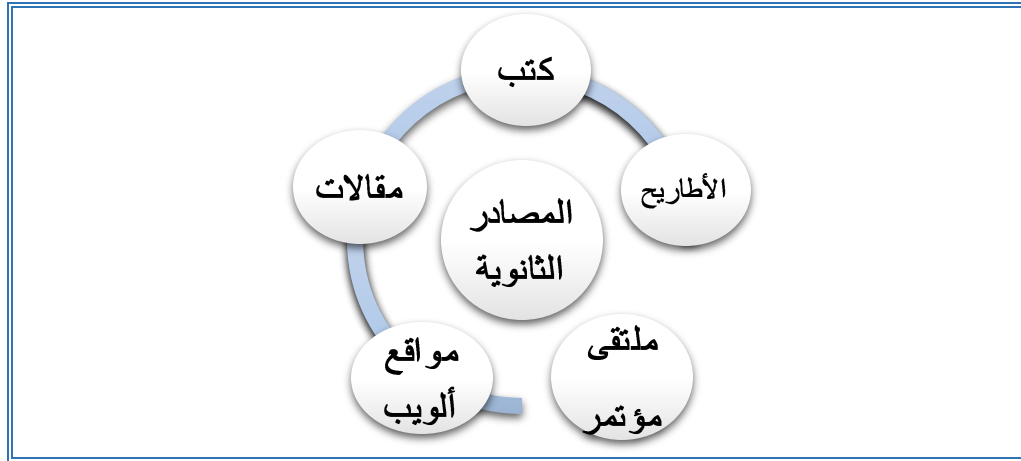 كتب
الأطاريح
مقالات
المصادر
الثانوية
ملتقى
مؤتمر
مواقع
ألويب